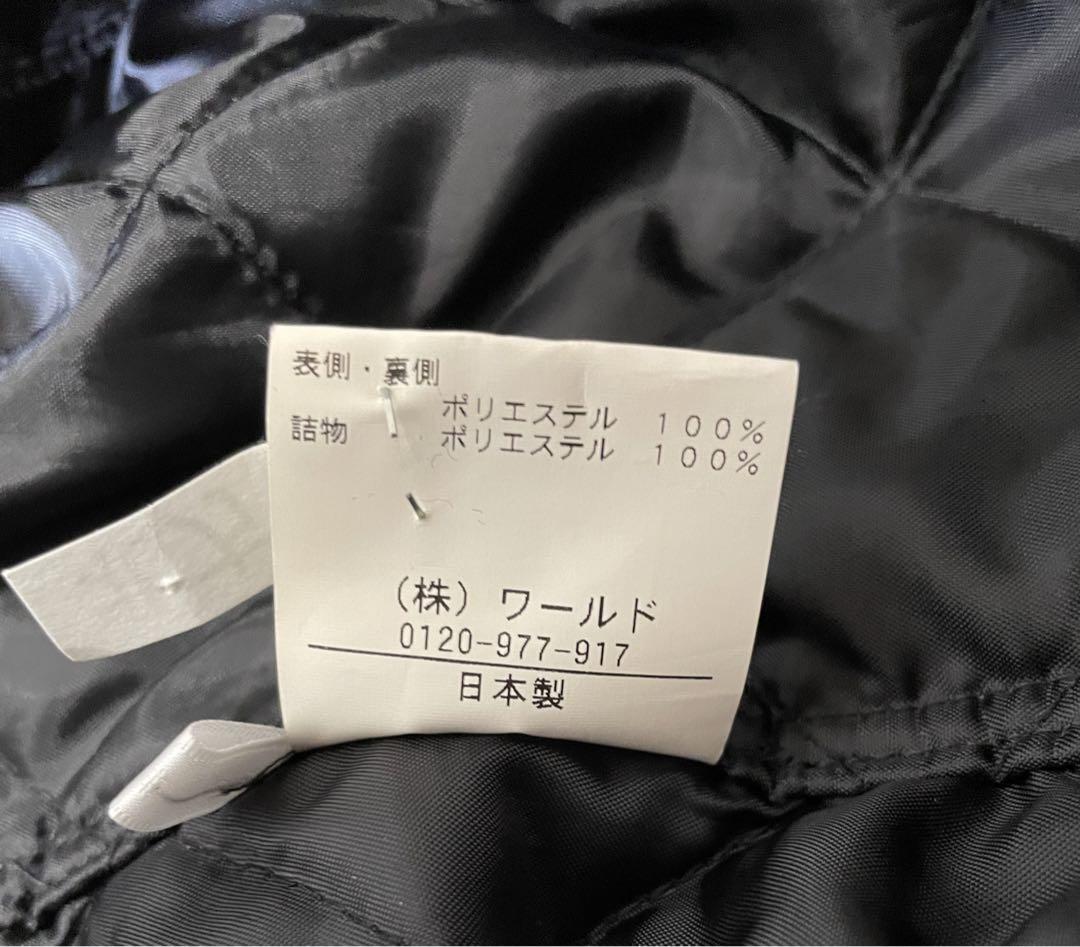 表側・裏側
ポリエステル 100%
詰物 ポリエステル 100%
(株)ワールド
0120-977-917
日本製